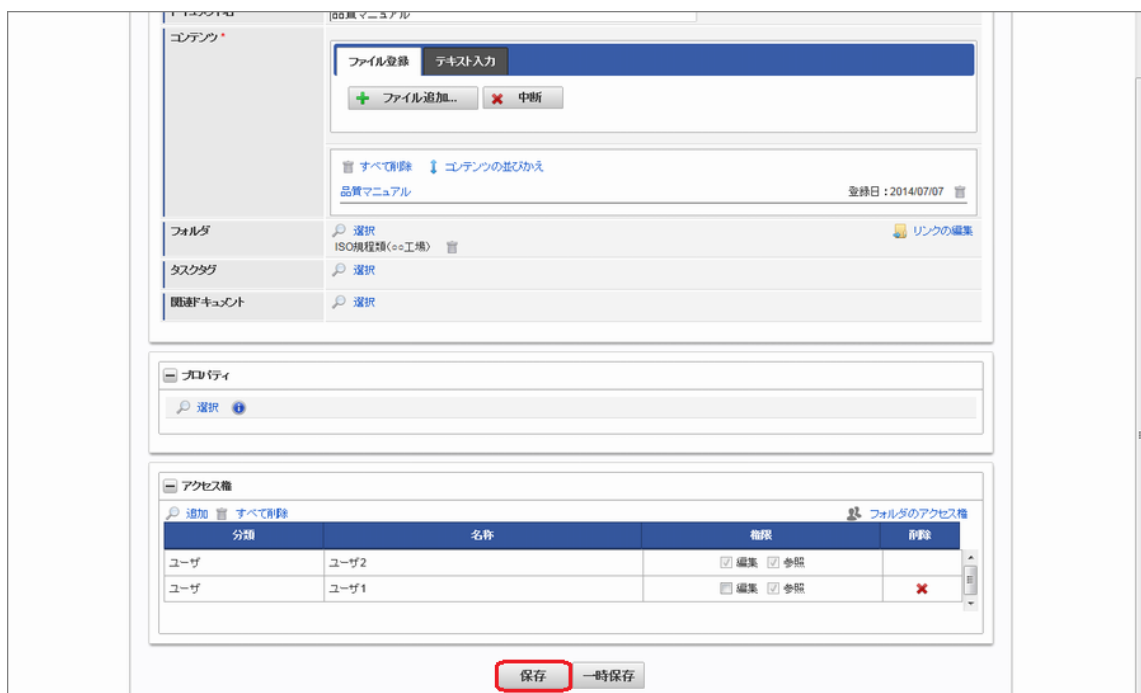 品質マニュアル
コンテンツ*
ファイル登録 テキスト入力
ファイル追加... 中断
すべて削除 コンテンツの並びかえ
品質マニュアル 登録日:2014/07/07
フォルダ 選択 リンクの編集
ISO規程類(○○工場)
タスクタグ 選択
関連ドキュメント 選択
プロパティ
選択
アクセス権
追加 すべて削除 フォルダのアクセス権
分類 名称 権限 削除
ユーザ ユーザ2 編集 参照
ユーザ ユーザ1 編集 参照
保存 一時保存